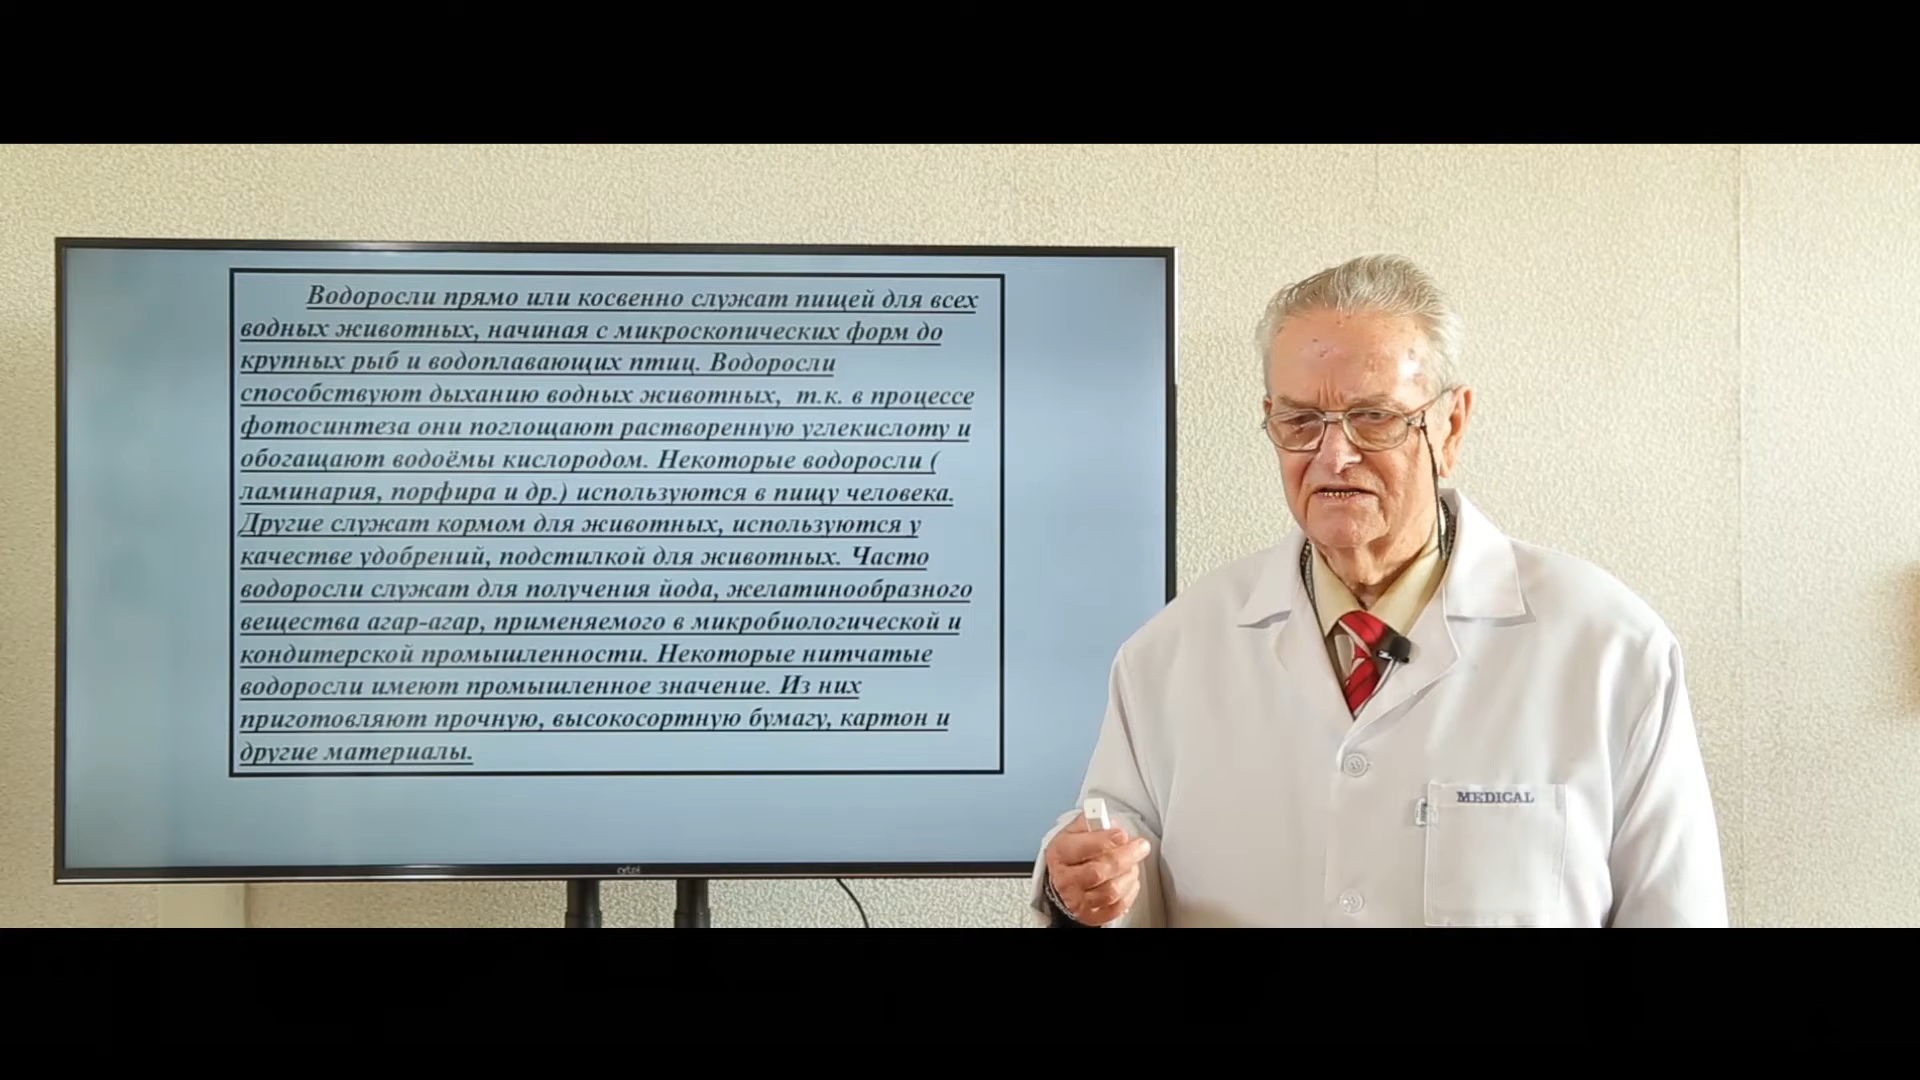 Водоросли прямо или косвенно служат пищей для всех
водных животных, начиная с микроскопических форм до
крупных рыб и водоплавающих птиц. Водоросли
способствуют дыханию водных животных, т.к. в процессе
фотосинтеза они поглощают растворенную углекислоту и
обогащают водоёмы кислородом. Некоторые водоросли (
ламинария, порфира и др.) используются в пищу человека.
Другие служат кормом для животных, используются у
качестве удобрений, подстилкой для животных. Часто
водоросли служат для получения йода, желатинообразного
вещества агар-агар, применяемого в микробиологической и
кондитерской промышленности. Некоторые нитчатые
водоросли имеют промышленное значение. Из них
приготовляют прочную, высокосортную бумагу, картон и
другие материалы.
MEDICAL